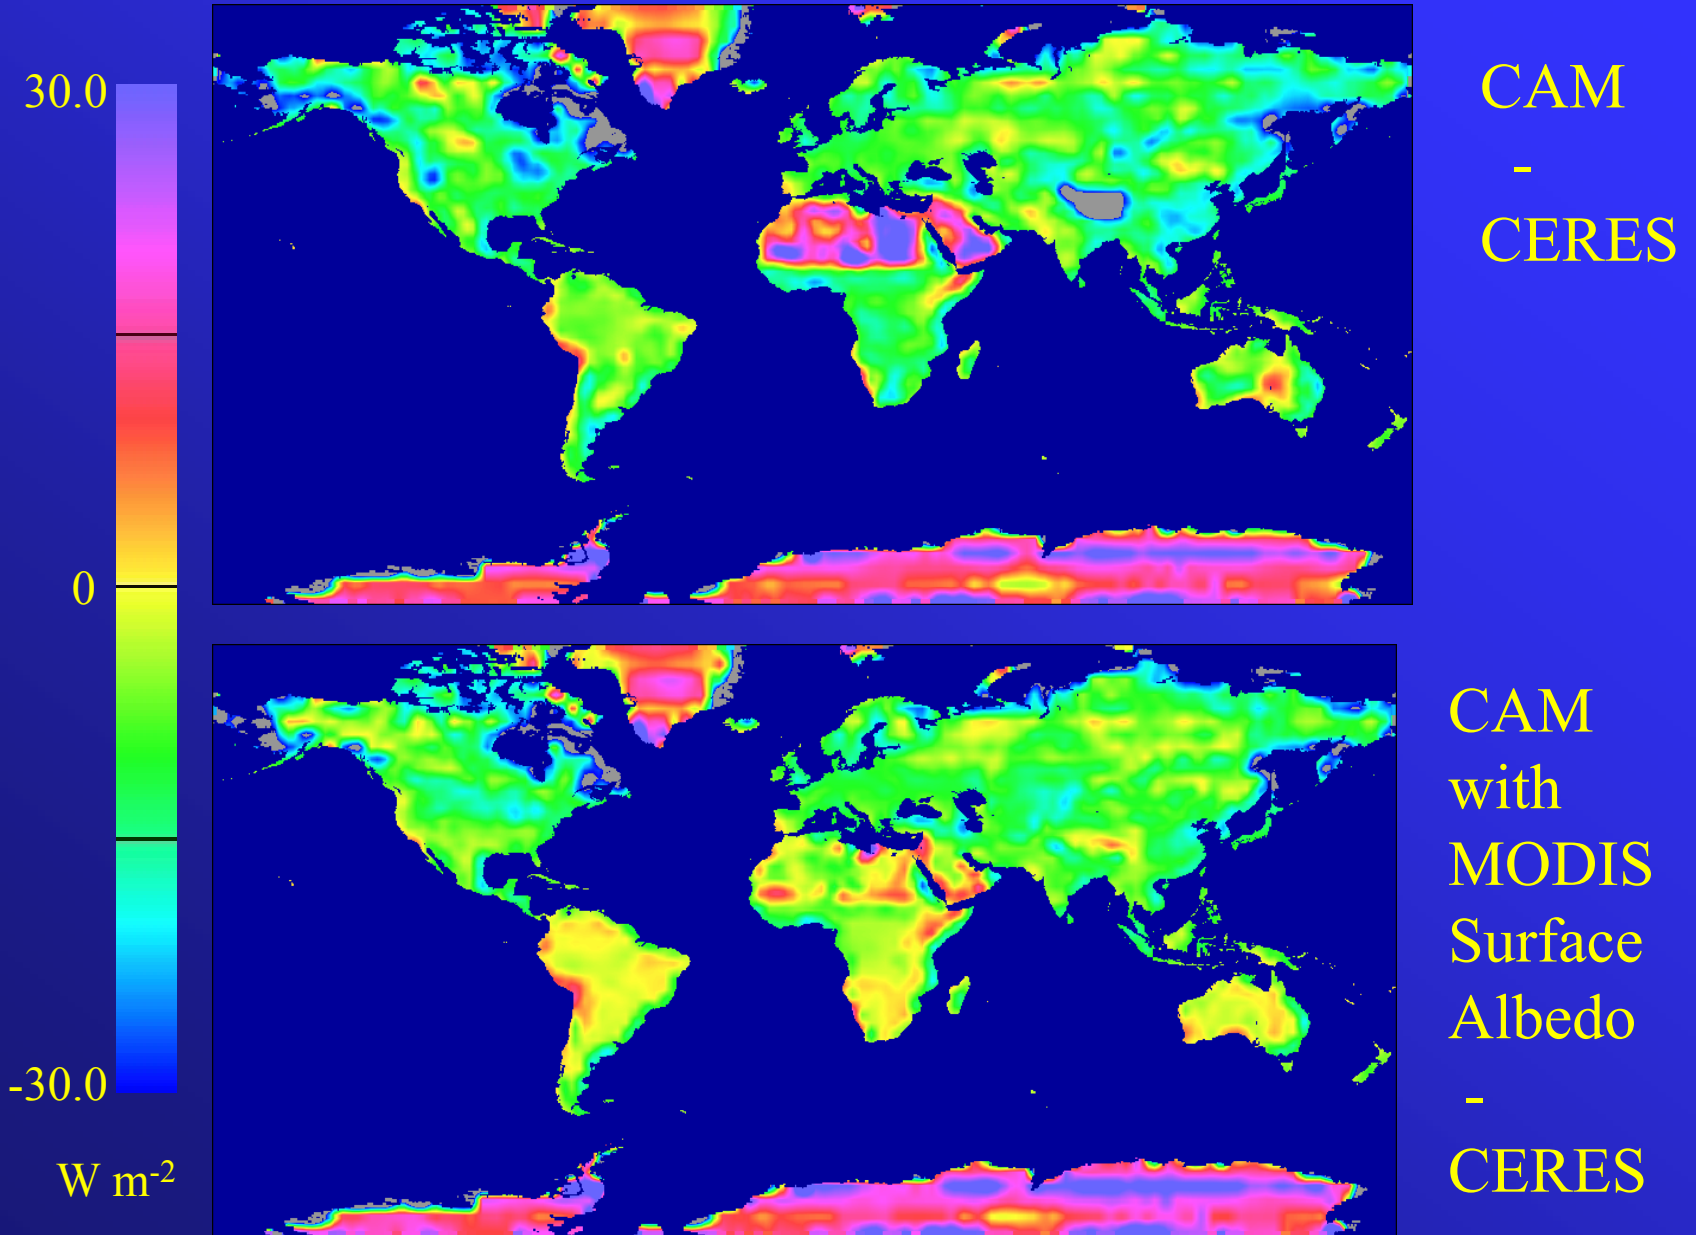 30.0
0
-30.0
W m-2
CAM
-
CERES
CAM
with
MODIS
Surface
Albedo
-
CERES